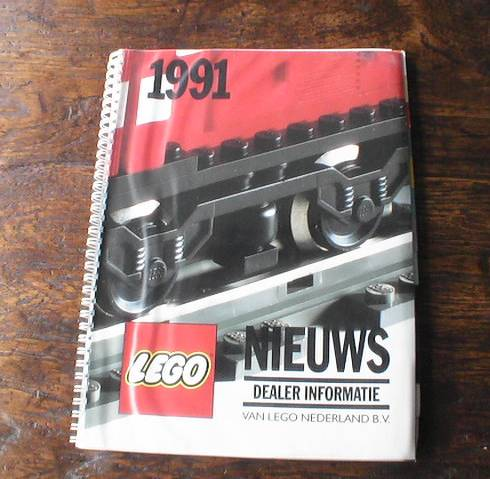 1991
LEGO
NIEUWS
DEALER INFORMATIE
VAN LEGO NEDERLAND B.V.